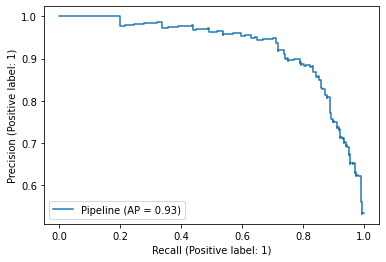 1.0
0.9
0.8
0.7
0.6
Precision (Positive label: 1)
Pipeline (AP = 0.93)
0.0 0.2 0.4 0.6 0.8 1.0
Recall (Positive label: 1)